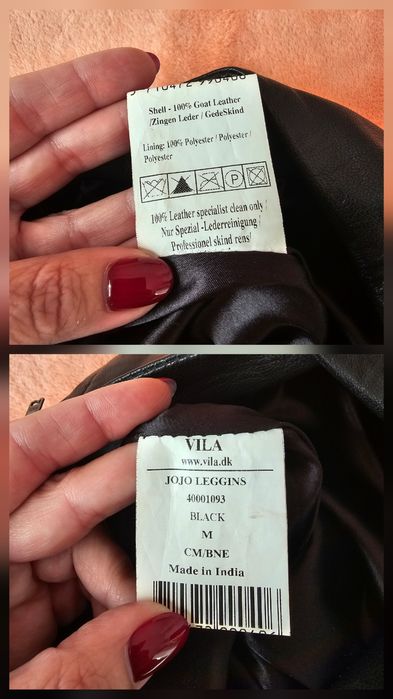 Shell - 100% Goat Leather
/Zingen Leder / GedeSkind
Lining: 100% Polyester / Polyester /
Polyester
P
100% Leather specialist clean only /
Nur Spezial -Lederreinigung /
Professionel skind rens/
VILA
www.vila.dk
JOJO LEGGINS
40001093
BLACK
M
CM/BNE
Made in India